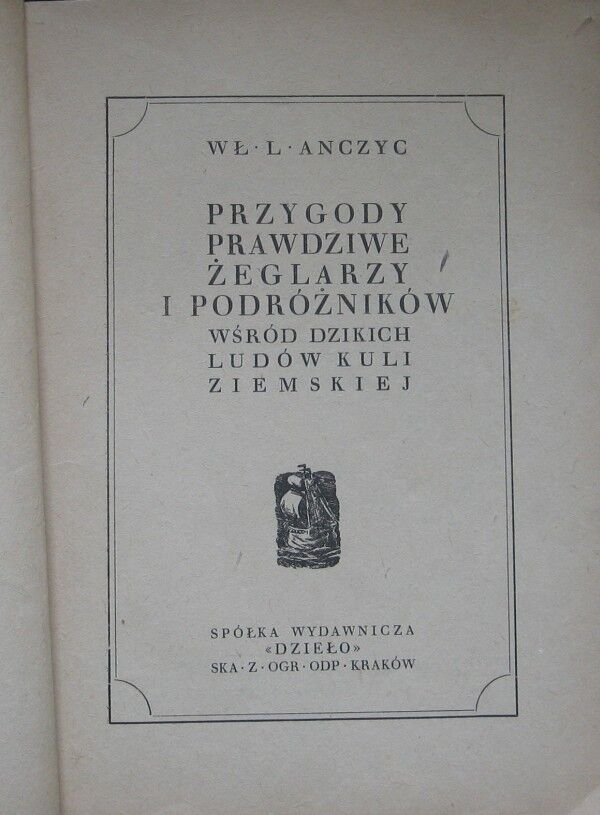 WŁ · L · ANCZYC
PRZYGODY
PRAWDZIWE
ŻEGLARZY
I PODRÓŻNIKÓW
WŚRÓD DZIKICH
LUDÓW KULI
ZIEMSKIEJ
SPÓŁKA WYDAWNICZA
«DZIEŁO»
SKA · Z · OGR · ODP · KRAKÓW